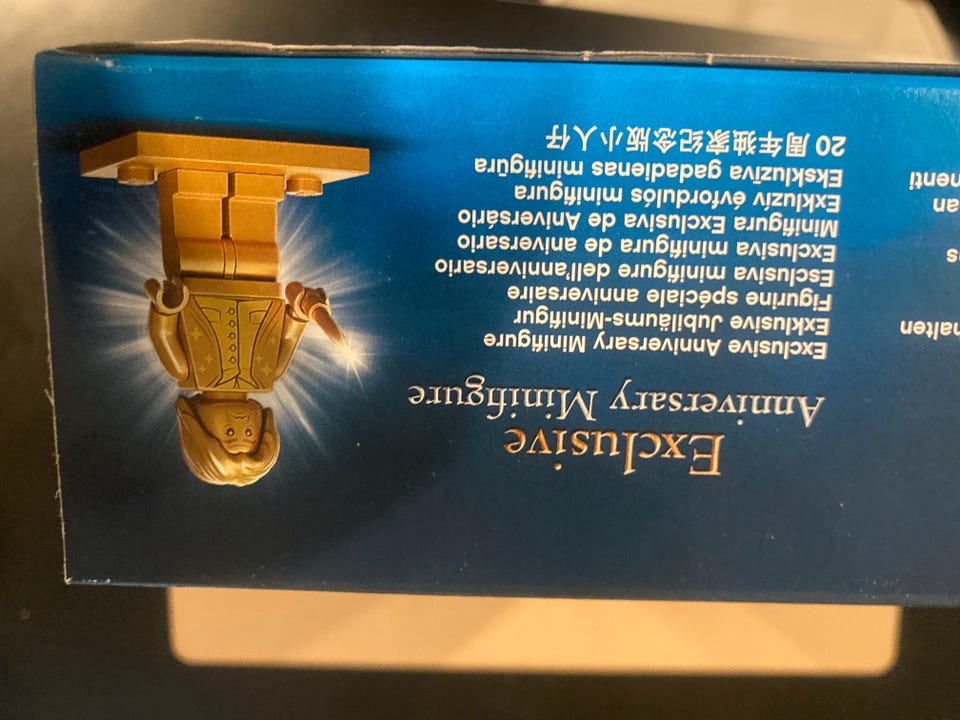 Exclusive
Anniversary Minifigure
Exclusive Anniversary Minifigure
Exklusive Jubiläums-Minifigur
Figurine spéciale anniversaire
Esclusiva minifigure dell'anniversario
Exclusiva minifigura de aniversario
Minifigura Exclusiva de Aniversário
Exkluzív évfordulós minifigura
Ekskluzīva gadadienas minifigūra
20 周年独家纪念版小人仔